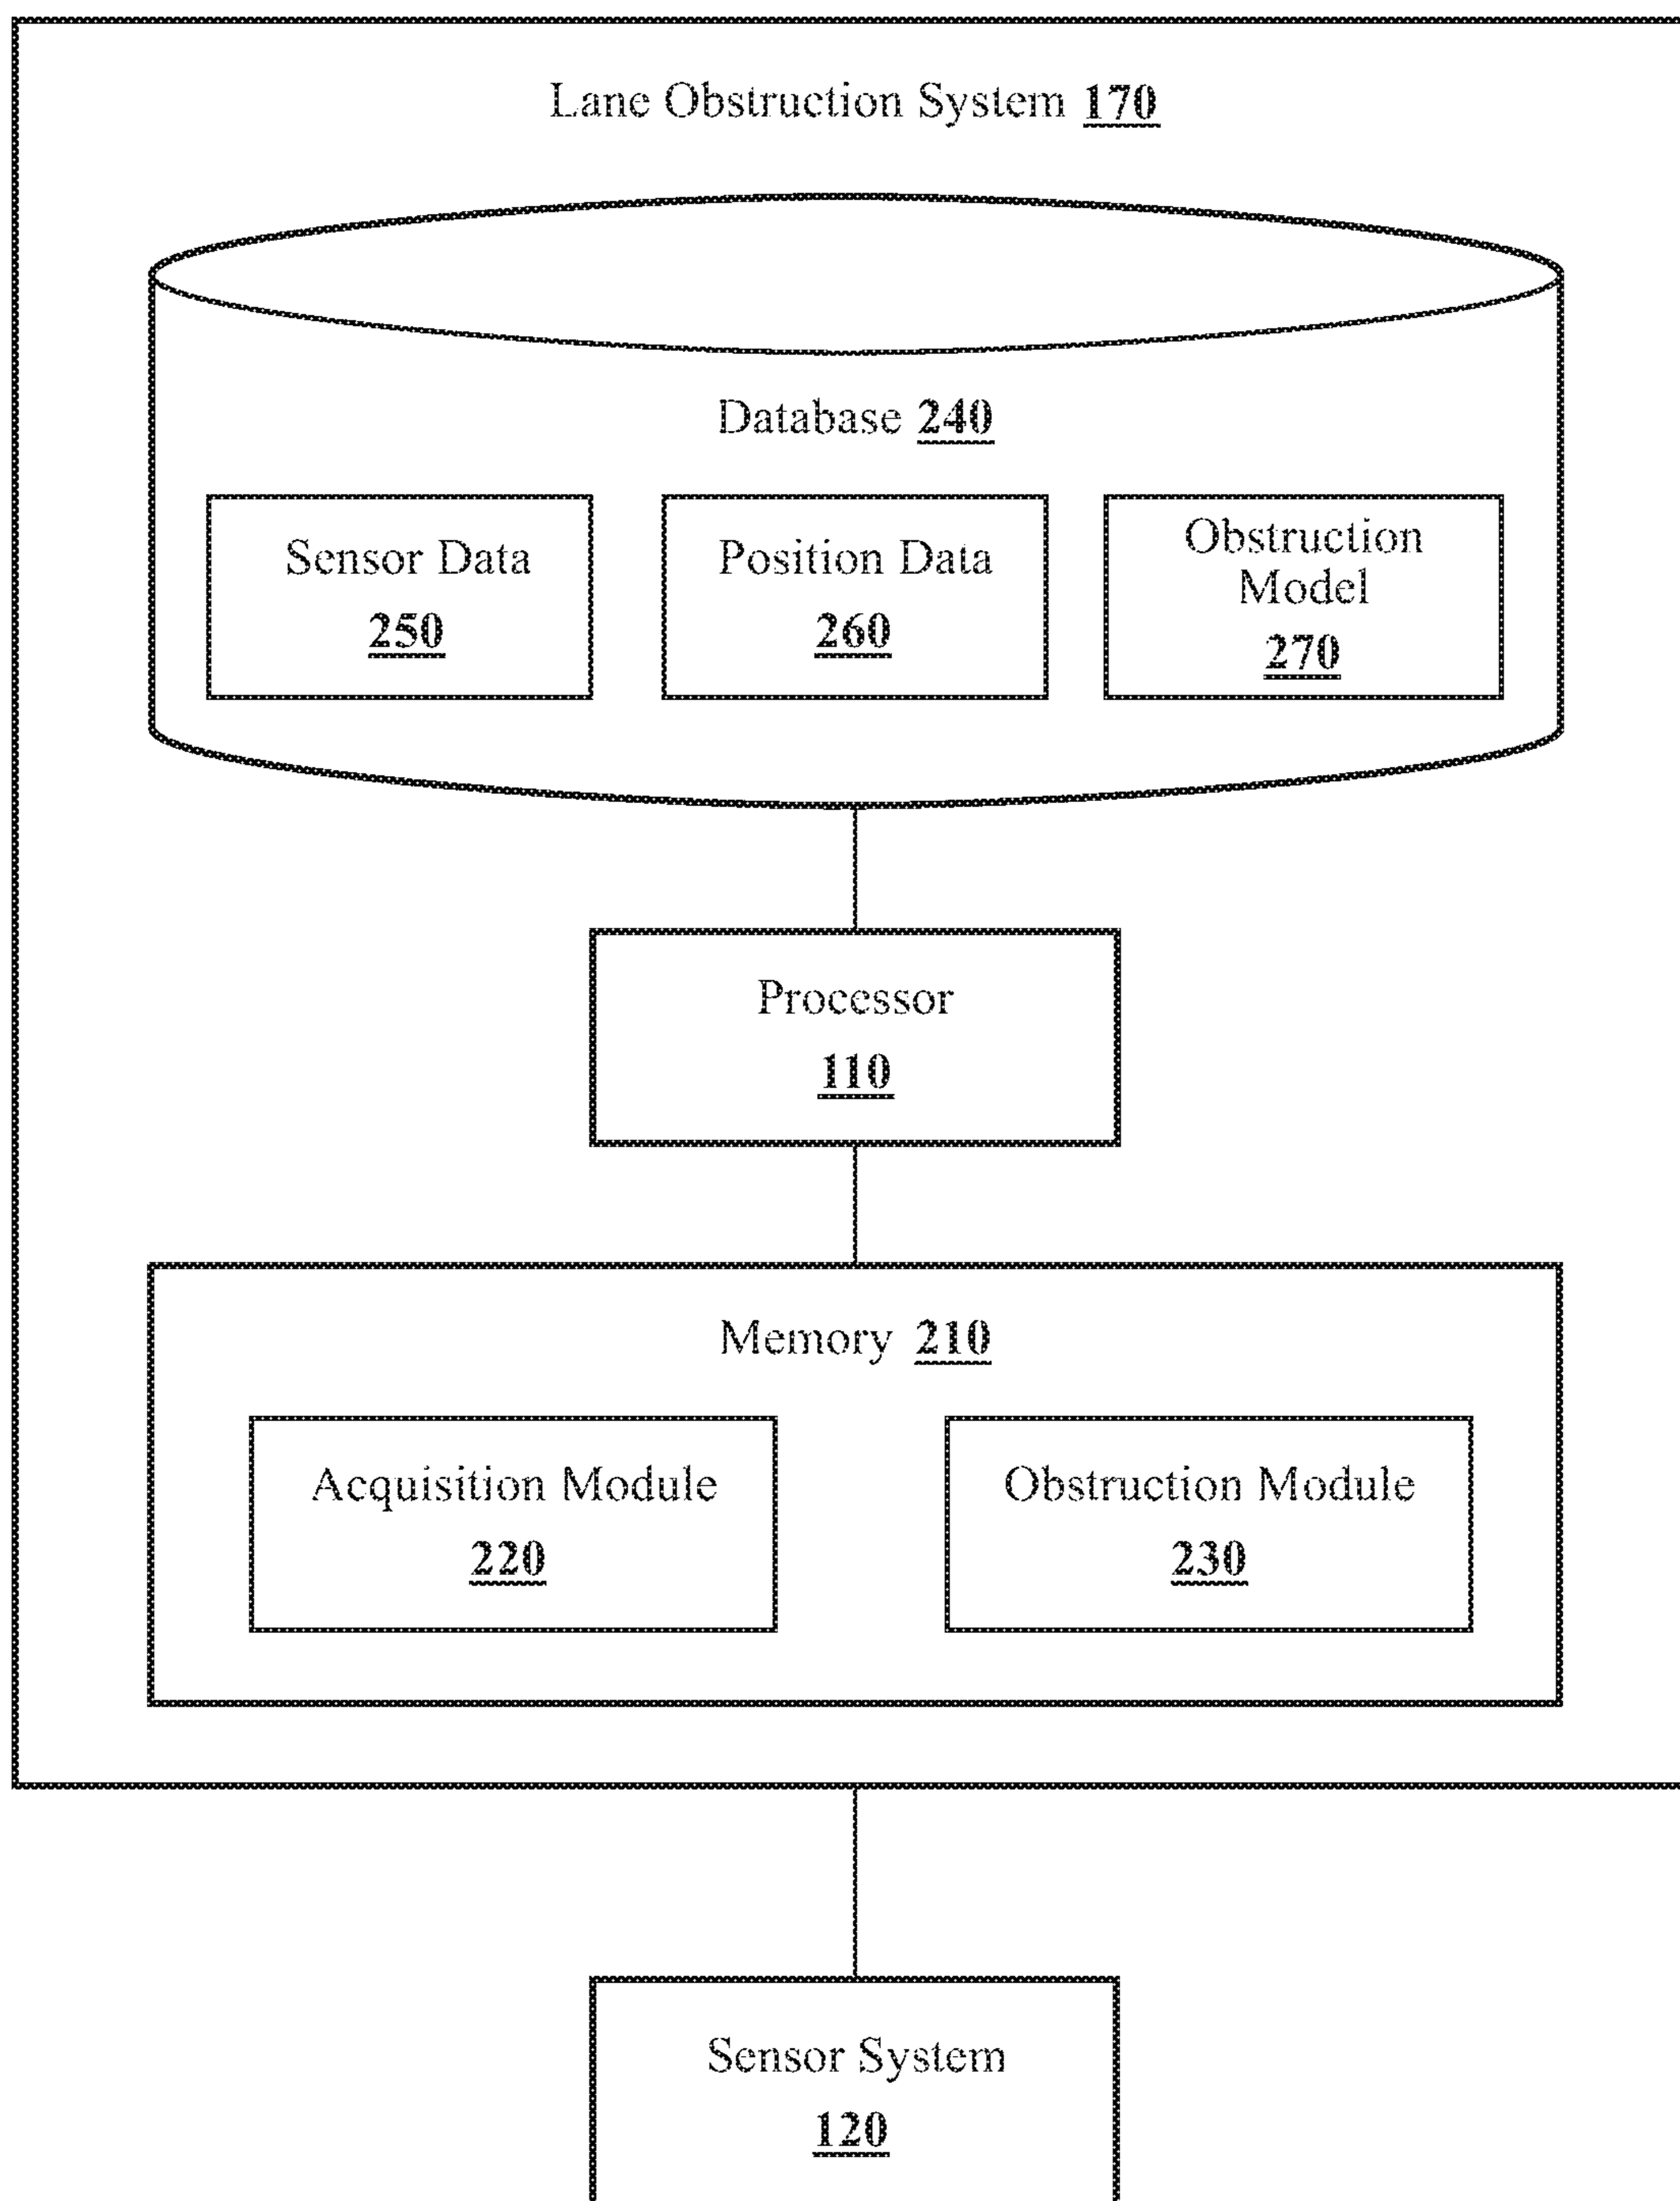 Lane Obstruction System 170
Database 240
Sensor Data
250
Position Data
260
Obstruction
Model
270
Processor
110
Memory 210
Acquisition Module
220
Obstruction Module
230
Sensor System
120